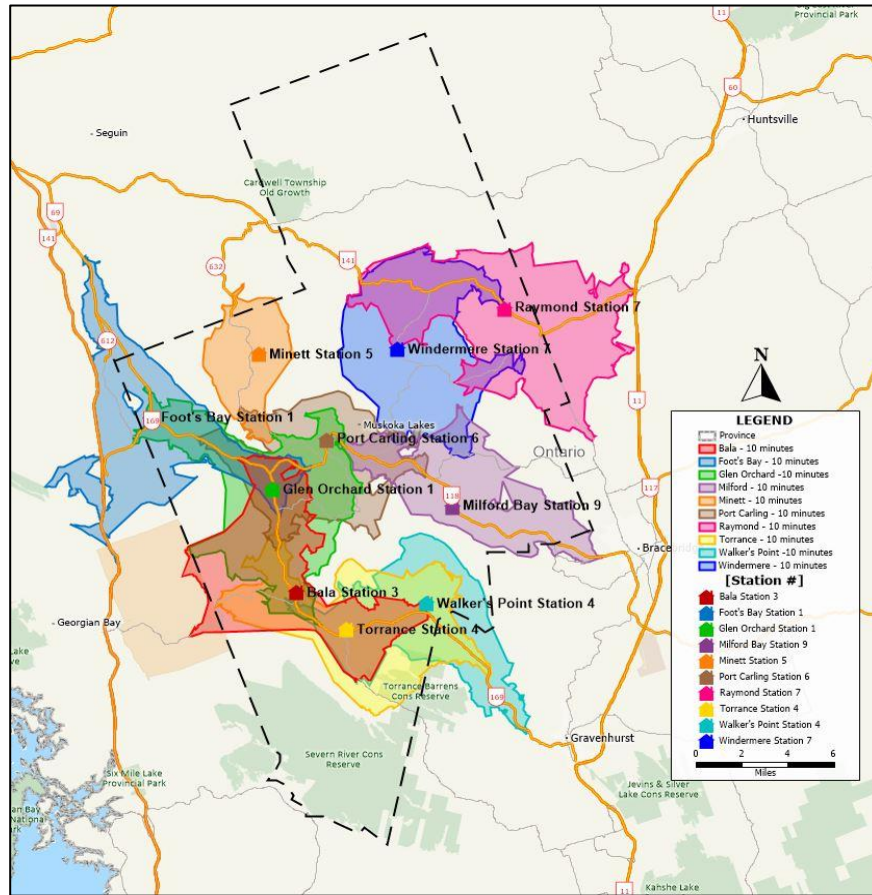 11
Provincial Park
60
Huntsville
Seguin
Cardwell Township
Old Growth
69
141
632
141
Raymond Station 7
Minett Station 5
Windermere Station 7
612
11
N
Foot's Bay Station 1
169
Muskoka Lakes
Port Carling Station 6
Ontario
Glen Orchard Station 1
118
Milford Bay Station 9
117
Bala Station 3
Walker's Point Station 4
Georgian Bay
Torrance Station 4
Torrance Barrens
Cons Reserve
169
Gravenhurst
Severn River Cons
Reserve
Six Mile Lake
Provincial Park
Jevins & Silver
Lake Cons Reserve
Kahshe Lake
11
LEGEND
Province
Bala - 10 minutes
Foot's Bay - 10 minutes
Glen Orchard -10 minutes
Milford - 10 minutes
Minett - 10 minutes
Port Carling - 10 minutes
Raymond - 10 minutes
Torrance - 10 minutes
Walker's Point -10 minutes
Windermere - 10 minutes
[Station #]
Bala Station 3
Foot's Bay Station 1
Glen Orchard Station 1
Milford Bay Station 9
Minett Station 5
Port Carling Station 6
Raymond Station 7
Torrance Station 4
Walker's Point Station 4
Windermere Station 7
0 2 4 6
Miles